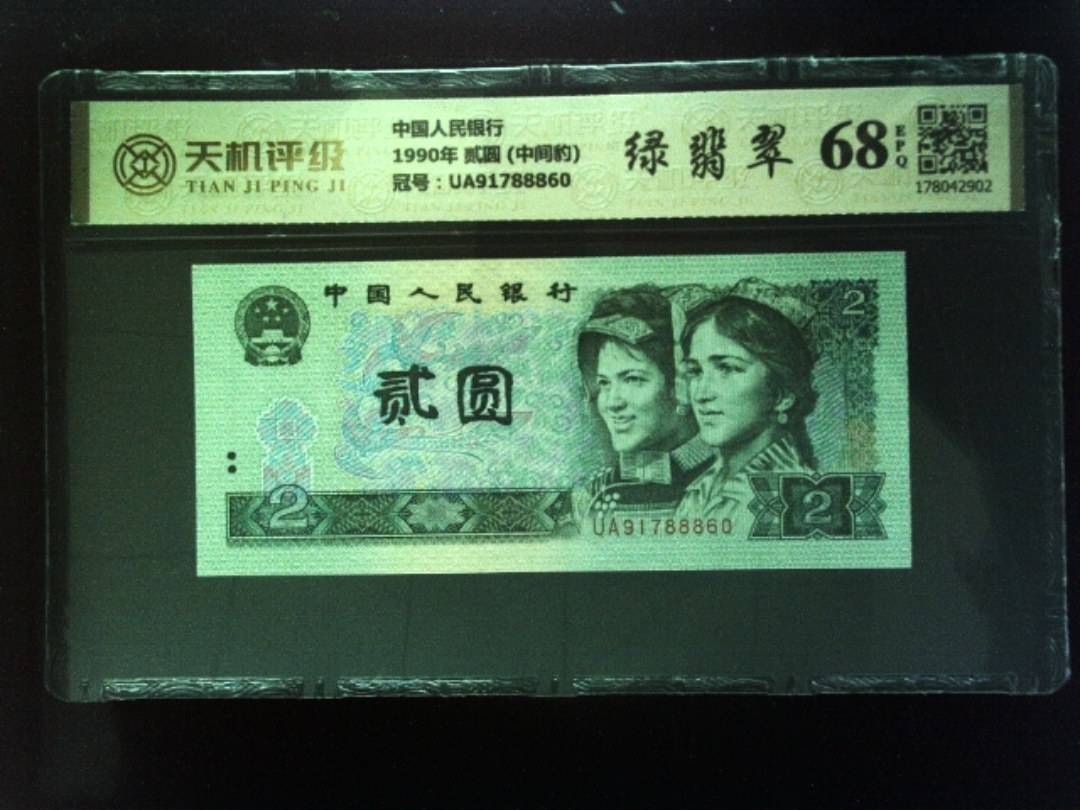 天机评级
TIAN JI PING JI
中国人民银行
1990年 贰圆 (中间豹)
冠号：UA91788860
绿翡翠
68 EPQ
178042902
中国人民银行
2
贰圆
2
UA91788860
2